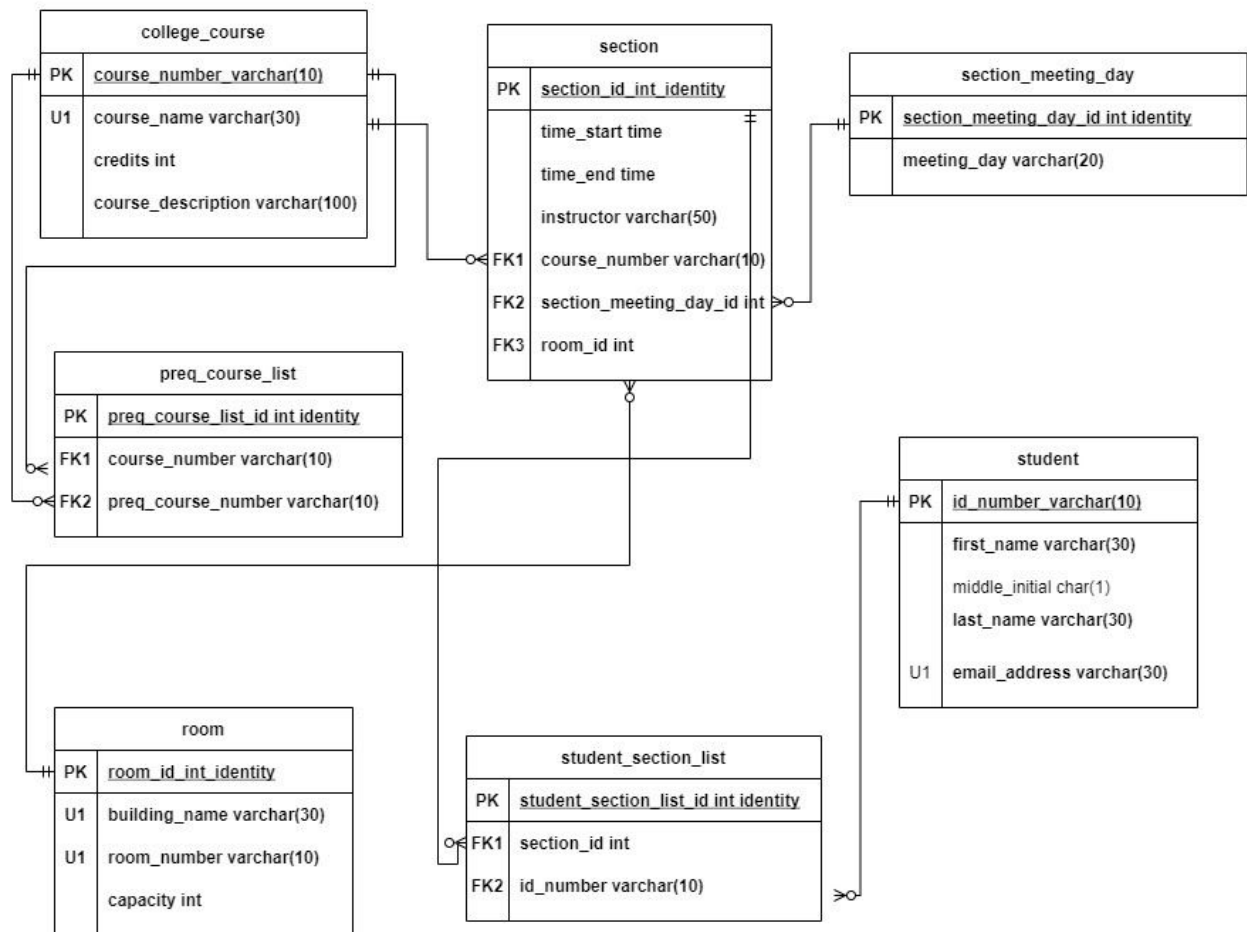 college_course
PK course_number_varchar(10)
U1 course_name varchar(30)
credits int
course_description varchar(100)
section
PK section_id_int_identity
time_start time
time_end time
instructor varchar(50)
FK1 course_number varchar(10)
FK2 section_meeting_day_id int
FK3 room_id int
section_meeting_day
PK section_meeting_day_id int identity
meeting_day varchar(20)
preq_course_list
PK preq_course_list_id int identity
FK1 course_number varchar(10)
FK2 preq_course_number varchar(10)
student
PK id_number_varchar(10)
first_name varchar(30)
middle_initial char(1)
last_name varchar(30)
U1 email_address varchar(30)
room
PK room_id_int_identity
U1 building_name varchar(30)
U1 room_number varchar(10)
capacity int
student_section_list
PK student_section_list_id int identity
FK1 section_id int
FK2 id_number varchar(10)